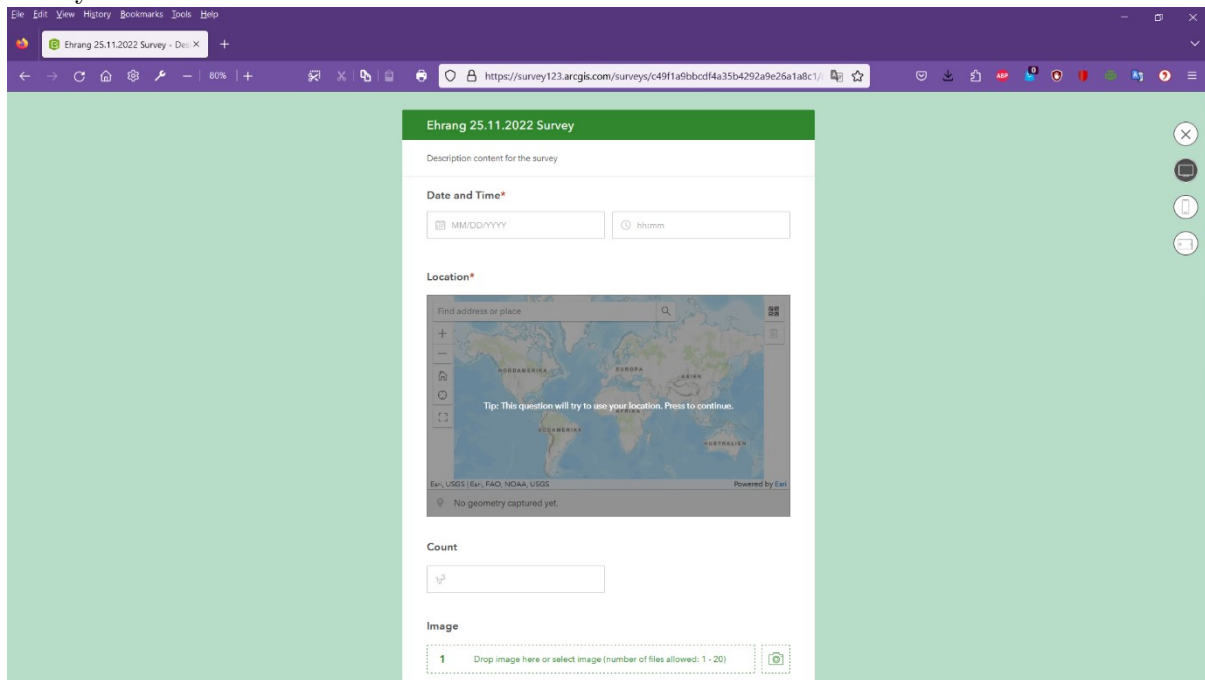 File Edit View History Bookmarks Tools Help
Ehrang 25.11.2022 Survey - Des
80%
https://survey123.arcgis.com/surveys/c49f1a9bbcdf4a35b4292a9e26a1a8c1/
ABP
0
Ehrang 25.11.2022 Survey
Description content for the survey
Date and Time*
MM/DD/YYYY
hh:mm
Location*
Find address or place
NORDAMERIKA
EUROPA
ASIEN
Tip: This question will try to use your location. Press to continue.
AFRIKA
SÜDAMERIKA
AUSTRALIEN
Esri, USGS | Esri, FAO, NOAA, USGS
Powered by Esri
No geometry captured yet.
Count
Image
1 Drop image here or select image (number of files allowed: 1 - 20)